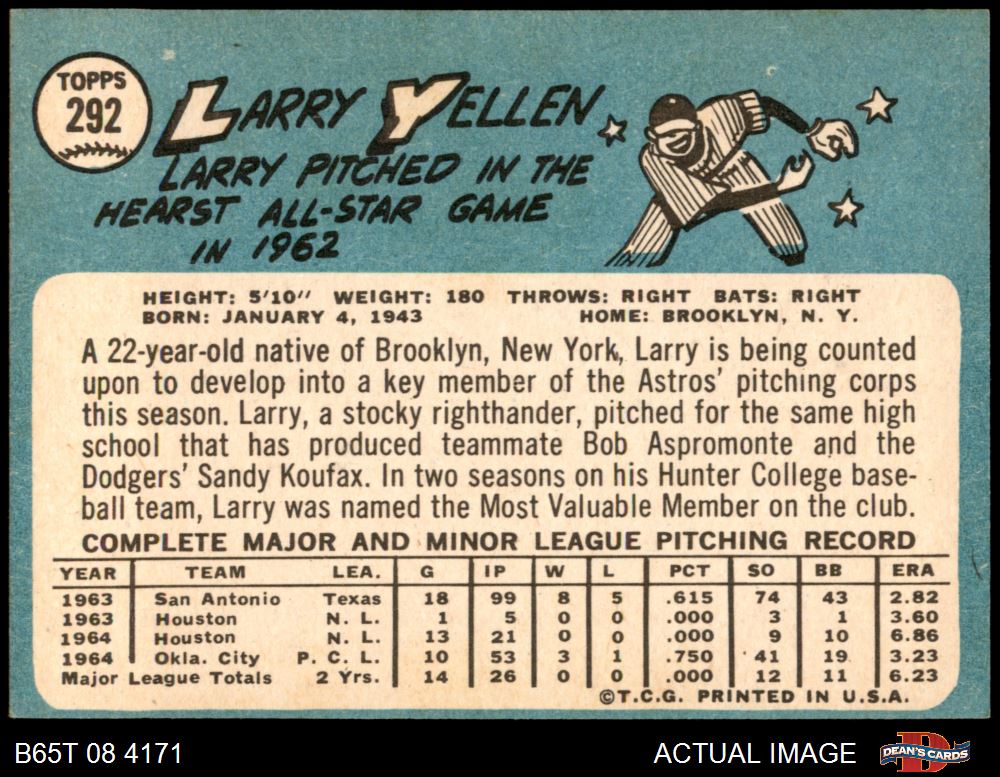 TOPPS
292
LARRY YELLEN
LARRY PITCHED IN THE
HEARST ALL-STAR GAME
IN 1962
HEIGHT: 5'10" WEIGHT: 180 THROWS: RIGHT BATS: RIGHT
BORN: JANUARY 4, 1943 HOME: BROOKLYN, N. Y.
A 22-year-old native of Brooklyn, New York, Larry is being counted
upon to develop into a key member of the Astros' pitching corps
this season. Larry, a stocky righthander, pitched for the same high
school that has produced teammate Bob Aspromonte and the
Dodgers' Sandy Koufax. In two seasons on his Hunter College base-
ball team, Larry was named the Most Valuable Member on the club.
COMPLETE MAJOR AND MINOR LEAGUE PITCHING RECORD
YEAR TEAM LEA. G IP W L PCT SO BB ERA
1963 San Antonio Texas 18 99 8 5 .615 74 43 2.82
1963 Houston N. L. 1 5 0 0 .000 3 1 3.60
1964 Houston N. L. 13 21 0 0 .000 9 10 6.86
1964 Okla. City P. C. L. 10 53 3 1 .750 41 19 3.23
Major League Totals 2 Yrs. 14 26 0 0 .000 12 11 6.23
©T.C.G. PRINTED IN U.S.A.
B65T 08 4171 ACTUAL IMAGE DEAN'S CARDS